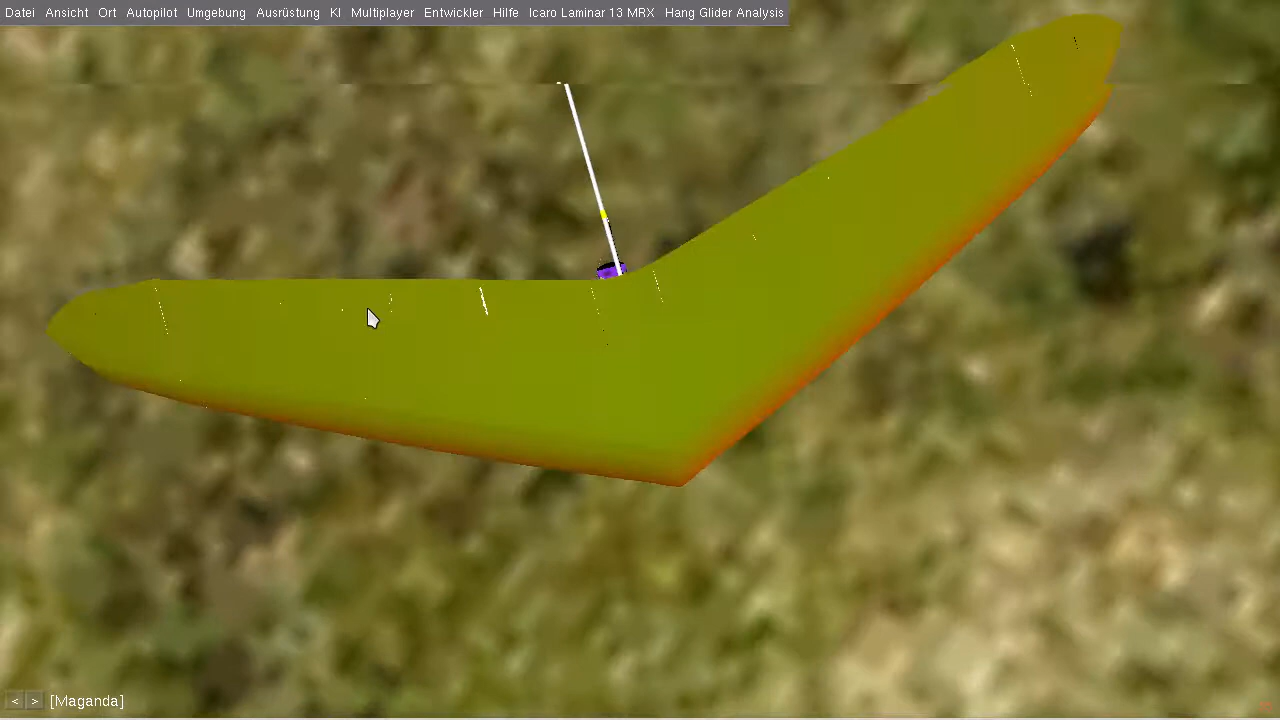 Datei Ansicht Ort Autopilot Umgebung Ausrüstung KI Multiplayer Entwickler Hilfe Icaro Laminar 13 MRX Hang Glider Analysis
< > [Maganda]